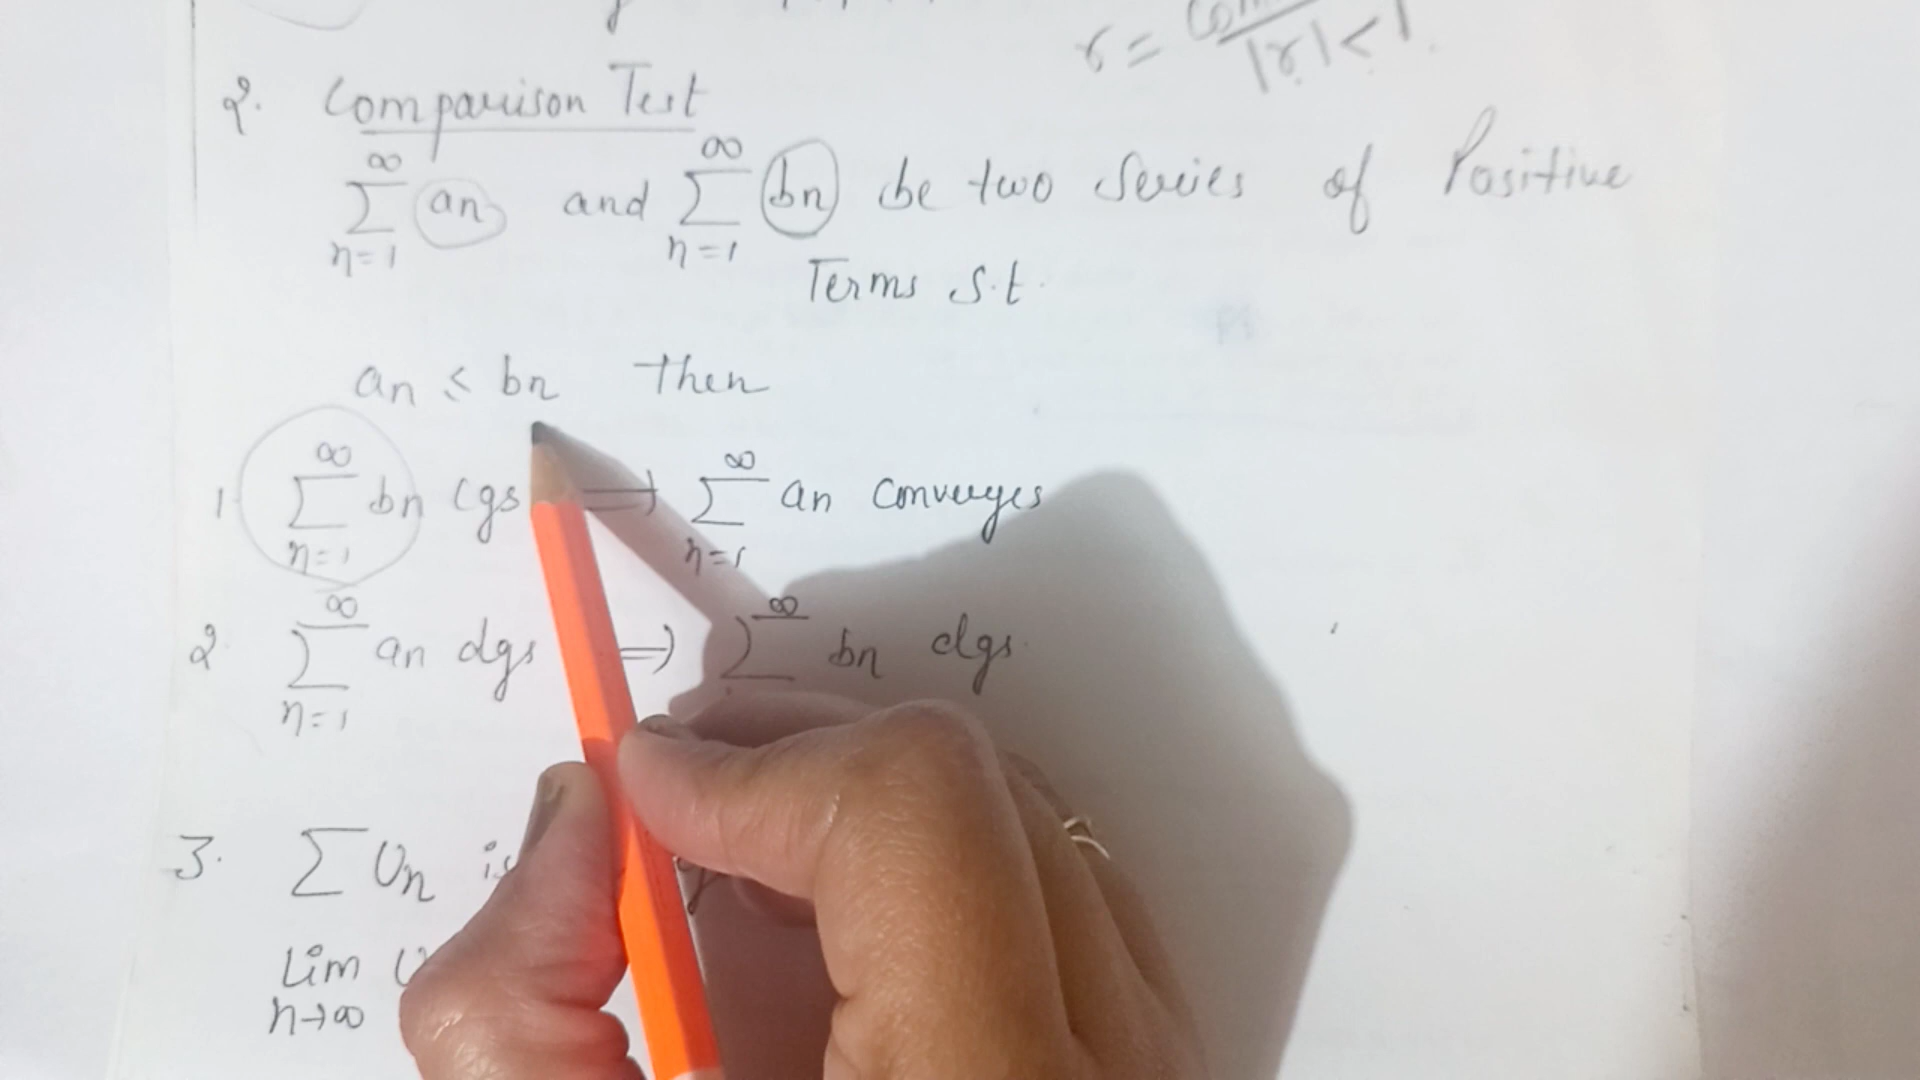 r =
|r| < 1.
2. Comparison Test
∞ ∑ n=1 an and ∞ ∑ n=1 bn be two Series of Positive
Terms s.t.
an ≤ bn then
1 ∞ ∑ n=1 bn cgs ⟹ ∞ ∑ n=1 an converges
2. ∞ ∑ n=1 an dgs ⟹ ∞ ∑ bn dgs.
3. ∑ Un is
Lim
n→∞